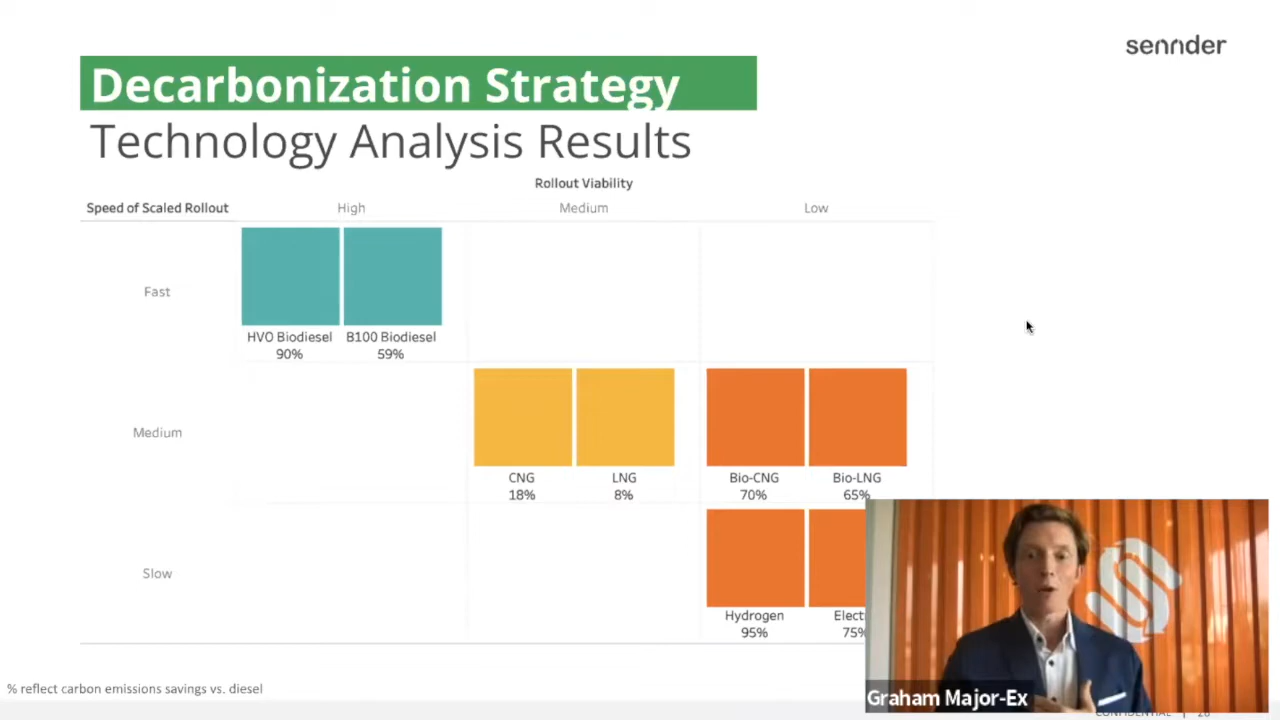 sennder
Decarbonization Strategy
Technology Analysis Results
Rollout Viability
Speed of Scaled Rollout High Medium Low
Fast
HVO Biodiesel B100 Biodiesel
90% 59%
Medium
CNG LNG Bio-CNG Bio-LNG
18% 8% 70% 65%
Slow
Hydrogen Elect
95% 75%
% reflect carbon emissions savings vs. diesel
Graham Major-Ex